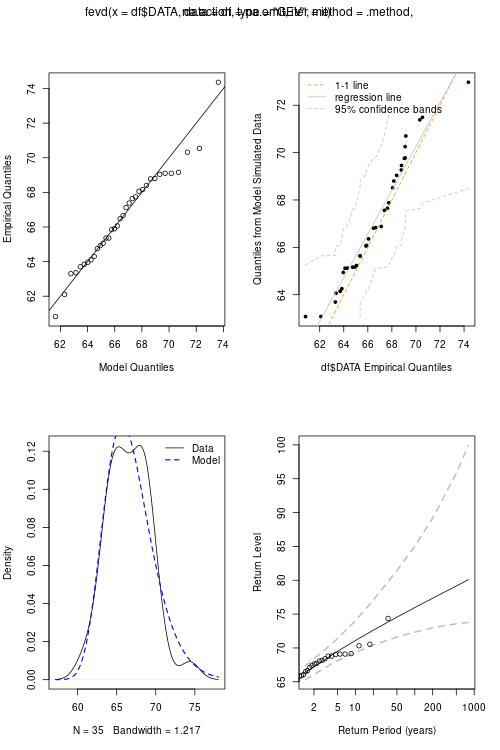 fevd(x = df$DATA,
method = .method,
74
72
70
68
66
64
62
Empirical Quantiles
62 64 66 68 70 72 74
Model Quantiles
1-1 line
regression line
95% confidence bands
72
70
68
66
64
Quantiles from Model Simulated Data
62 64 66 68 70 72 74
df$DATA Empirical Quantiles
Data
Model
0.12
0.10
0.08
0.06
0.04
0.02
0.00
Density
60 65 70 75
N = 35 Bandwidth = 1.217
100
95
90
85
80
75
70
65
Return Level
2 5 10 50 200 1000
Return Period (years)